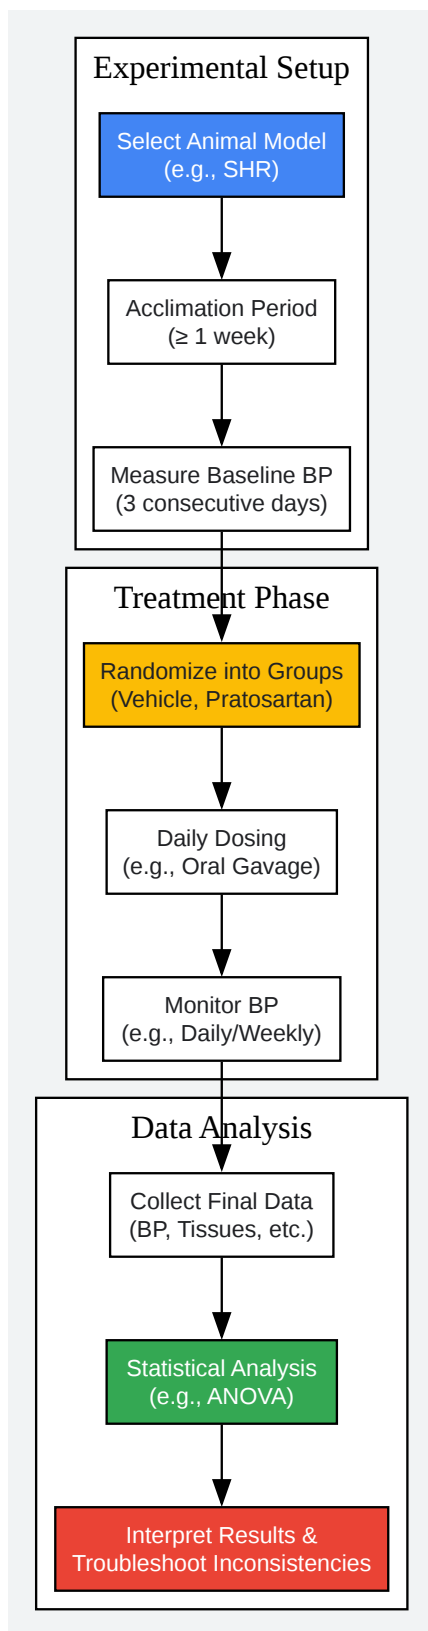 Experimental Setup
Select Animal Model
(e.g., SHR)
Acclimation Period
(≥ 1 week)
Measure Baseline BP
(3 consecutive days)
Treatment Phase
Randomize into Groups
(Vehicle, Pratosartan)
Daily Dosing
(e.g., Oral Gavage)
Monitor BP
(e.g., Daily/Weekly)
Data Analysis
Collect Final Data
(BP, Tissues, etc.)
Statistical Analysis
(e.g., ANOVA)
Interpret Results &
Troubleshoot Inconsistencies